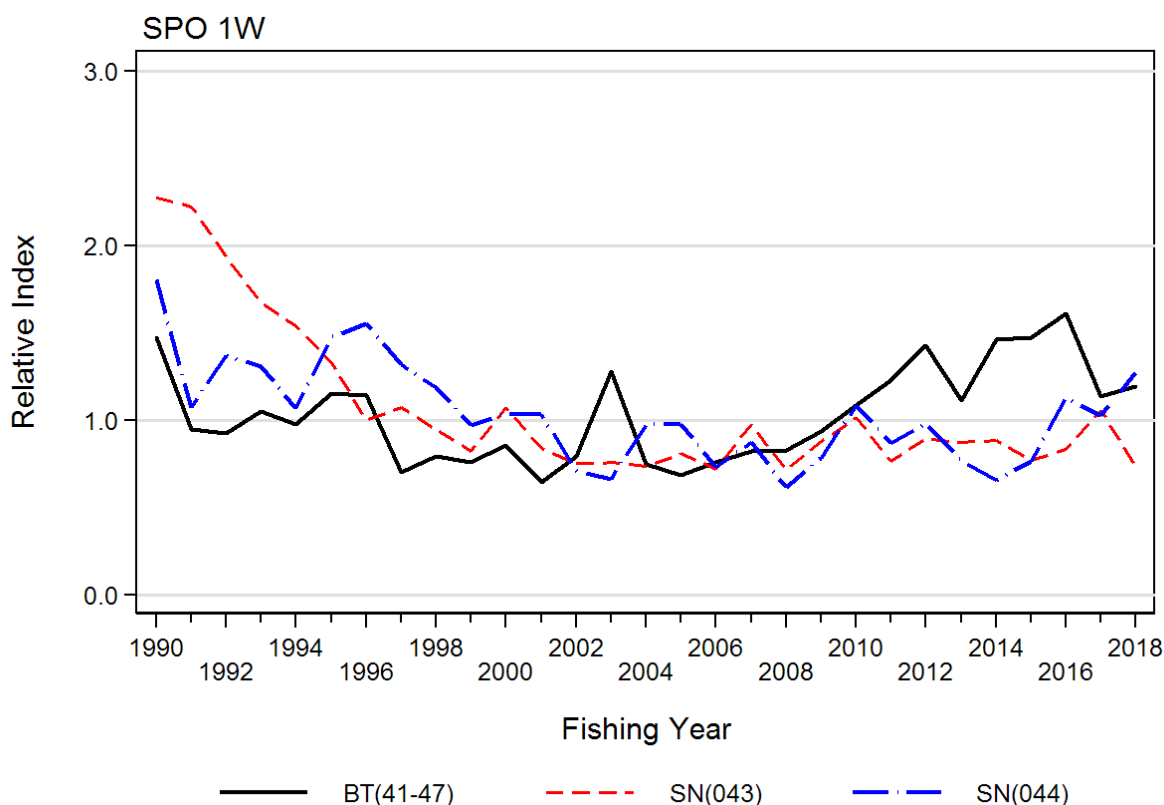 SPO 1W
Relative Index
3.0
2.0
1.0
0.0
1990 1992 1994 1996 1998 2000 2002 2004 2006 2008 2010 2012 2014 2016 2018
Fishing Year
BT(41-47) SN(043) SN(044)